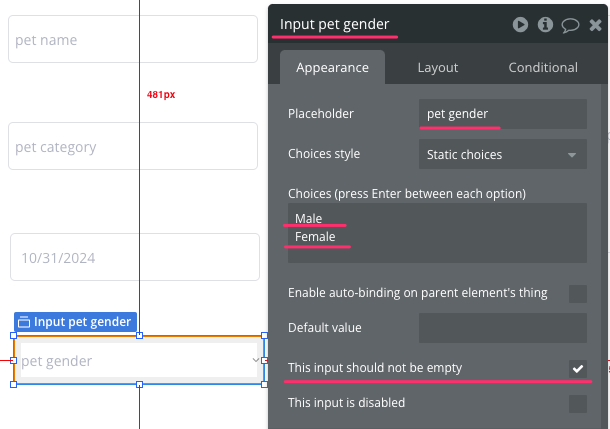 pet name
481px
pet category
10/31/2024
Input pet gender
pet gender
Input pet gender
Appearance
Layout
Conditional
Placeholder
pet gender
Choices style
Static choices
Choices (press Enter between each option)
Male
Female
Enable auto-binding on parent element's thing
Default value
This input should not be empty
This input is disabled